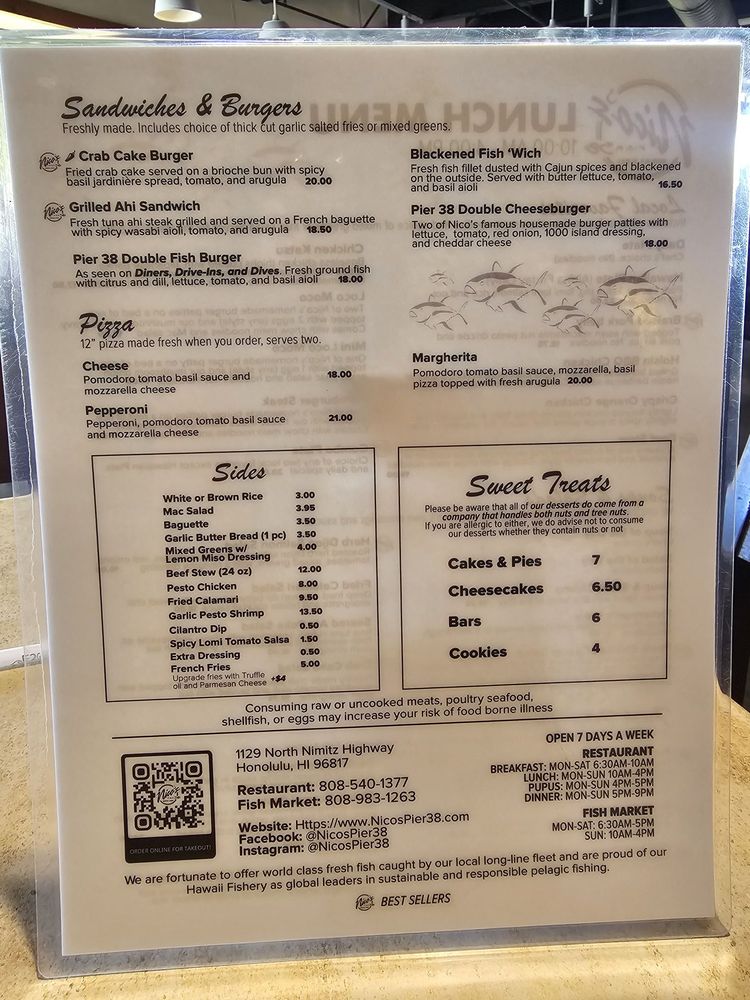 Sandwiches & Burgers
Freshly made. Includes choice of thick cut garlic salted fries or mixed greens.
Crab Cake Burger
Fried crab cake served on a brioche bun with spicy
basil jardinière spread, tomato, and arugula 20.00
Grilled Ahi Sandwich
Fresh tuna ahi steak grilled and served on a French baguette
with spicy wasabi aioli, tomato, and arugula 18.50
Pier 38 Double Fish Burger
As seen on Diners, Drive-Ins, and Dives. Fresh ground fish
with citrus and dill, lettuce, tomato, and basil aioli 18.00
Blackened Fish ‘Wich
Fresh fish fillet dusted with Cajun spices and blackened
on the outside. Served with butter lettuce, tomato,
and basil aioli 16.50
Pier 38 Double Cheeseburger
Two of Nico’s famous housemade burger patties with
lettuce, tomato, red onion, 1000 island dressing,
and cheddar cheese 18.00
Pizza
12” pizza made fresh when you order, serves two.
Cheese
Pomodoro tomato basil sauce and 18.00
mozzarella cheese
Pepperoni
Pepperoni, pomodoro tomato basil sauce 21.00
and mozzarella cheese
Margherita
Pomodoro tomato basil sauce, mozzarella, basil
pizza topped with fresh arugula 20.00
Sides
White or Brown Rice 3.00
Mac Salad 3.95
Baguette 3.50
Garlic Butter Bread (1 pc) 3.50
Mixed Greens w/ 4.00
Lemon Miso Dressing
Beef Stew (24 oz) 12.00
Pesto Chicken 8.00
Fried Calamari 9.50
Garlic Pesto Shrimp 13.50
Cilantro Dip 0.50
Spicy Lomi Tomato Salsa 1.50
Extra Dressing 0.50
French Fries 5.00
Upgrade fries with Truffle
oil and Parmesan Cheese +$4
Sweet Treats
Please be aware that all of our desserts do come from a
company that handles both nuts and tree nuts.
If you are allergic to either, we do advise not to consume
our desserts whether they contain nuts or not
Cakes & Pies 7
Cheesecakes 6.50
Bars 6
Cookies 4
Consuming raw or uncooked meats, poultry seafood,
shellfish, or eggs may increase your risk of food borne illness
Nico's
ORDER ONLINE FOR TAKEOUT!
1129 North Nimitz Highway
Honolulu, HI 96817
Restaurant: 808-540-1377
Fish Market: 808-983-1263
Website: Https://www.NicosPier38.com
Facebook: @NicosPier38
Instagram: @NicosPier38
OPEN 7 DAYS A WEEK
RESTAURANT
BREAKFAST: MON-SAT 6:30AM-10AM
LUNCH: MON-SUN 10AM-4PM
PUPUS: MON-SUN 4PM-5PM
DINNER: MON-SUN 5PM-9PM
FISH MARKET
MON-SAT: 6:30AM-5PM
SUN: 10AM-4PM
We are fortunate to offer world class fresh fish caught by our local long-line fleet and are proud of our
Hawaii Fishery as global leaders in sustainable and responsible pelagic fishing.
BEST SELLERS